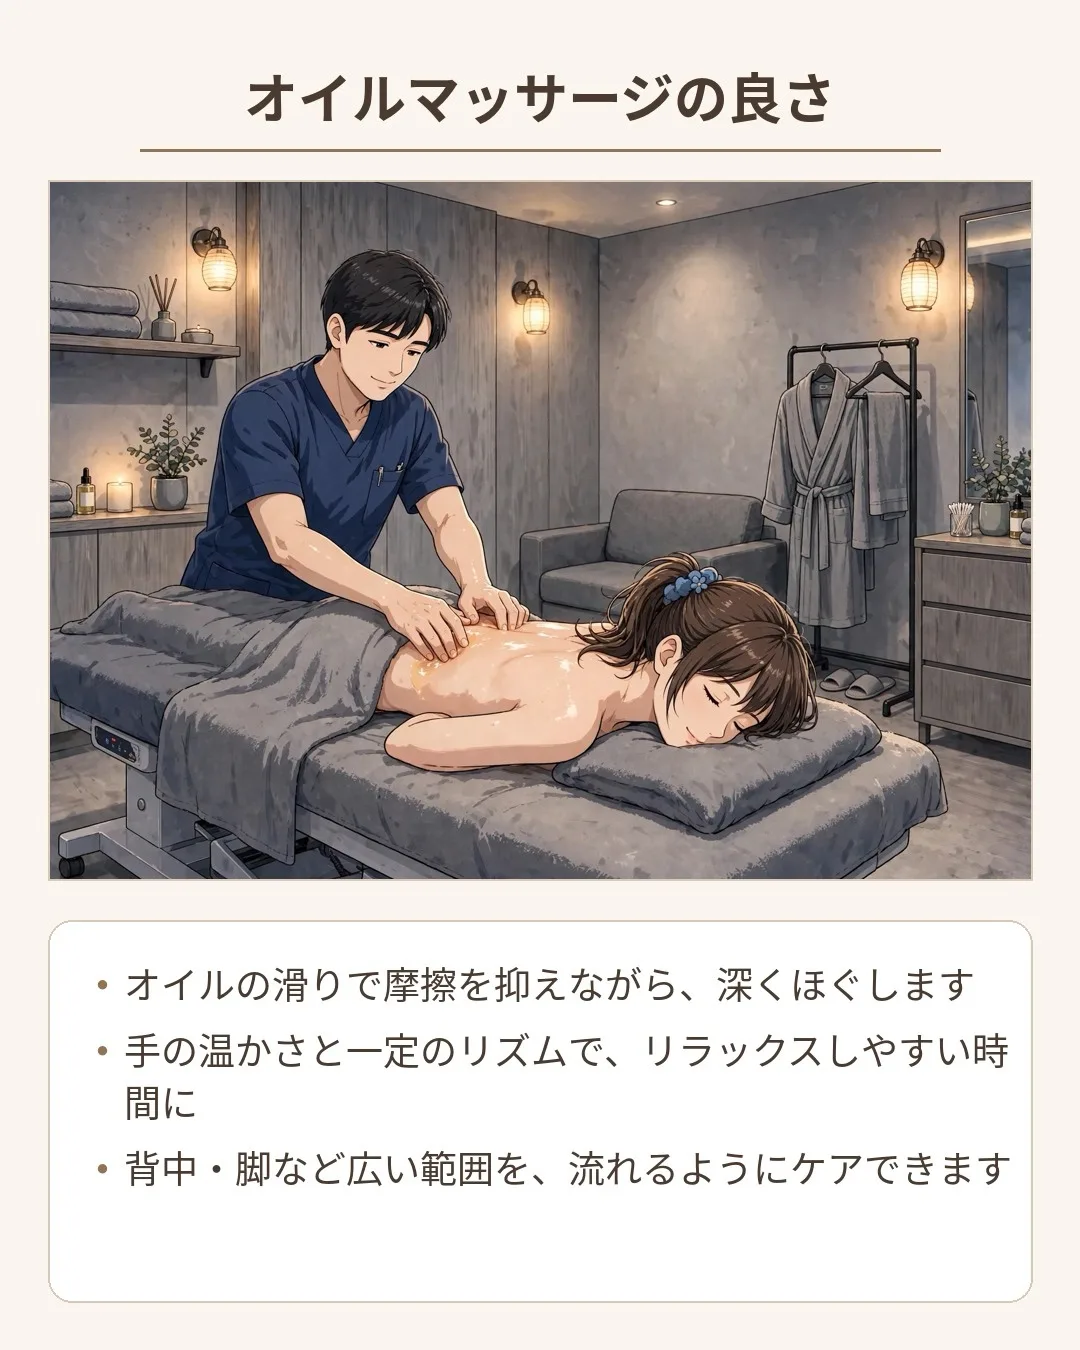 オイルマッサージの良さ
• オイルの滑りで摩擦を抑えながら、深くほぐします
• 手の温かさと一定のリズムで、リラックスしやすい時
間に
• 背中・脚など広い範囲を、流れるようにケアできます